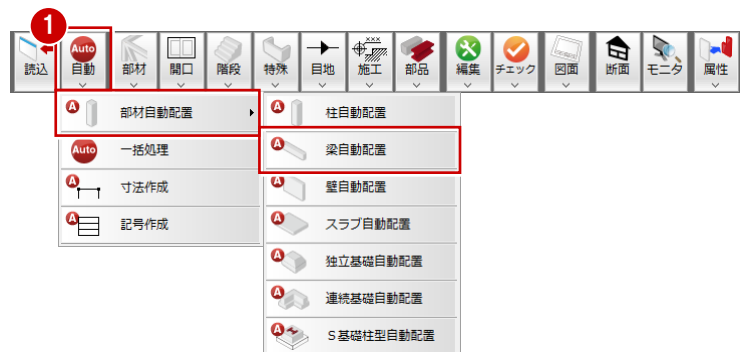 1
Auto
×××
読込 自動 部材 開口 階段 特殊 目地 施工 部品 編集 チェック 図面 断面 モニタ 属性
A 部材自動配置
Auto 一括処理
A 寸法作成
A 記号作成
A 柱自動配置
A 梁自動配置
A 壁自動配置
A スラブ自動配置
A 独立基礎自動配置
A 連続基礎自動配置
A S基礎柱型自動配置